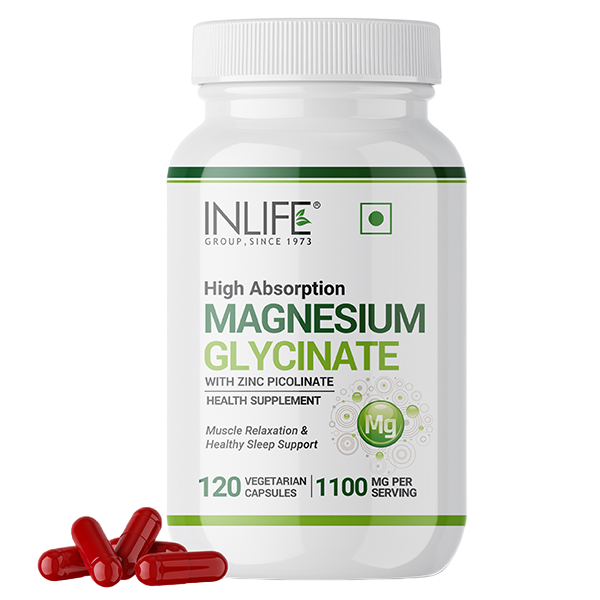 INLIFE®
GROUP, SINCE 1973
High Absorption
MAGNESIUM
GLYCINATE
WITH ZINC PICOLINATE
HEALTH SUPPLEMENT
Muscle Relaxation &
Healthy Sleep Support
Mg
120 VEGETARIAN CAPSULES | 1100 MG PER SERVING